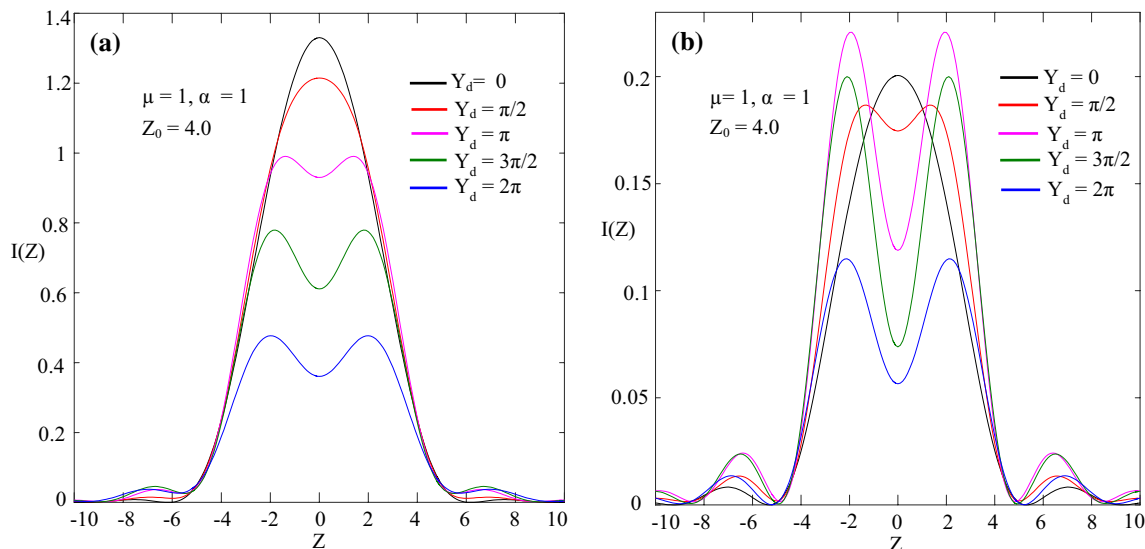 (a)
1.4
1.2
1
0.8
0.6
0.4
0.2
0
I(Z)
μ = 1, α = 1
Z₀ = 4.0
Y_d = 0
Y_d = π/2
Y_d = π
Y_d = 3π/2
Y_d = 2π
-10 -8 -6 -4 -2 0 2 4 6 8 10
Z
(b)
0.2
0.15
0.1
0.05
0
I(Z)
μ = 1, α = 1
Z₀ = 4.0
Y_d = 0
Y_d = π/2
Y_d = π
Y_d = 3π/2
Y_d = 2π
-10 -8 -6 -4 -2 0 2 4 6 8 10
Z